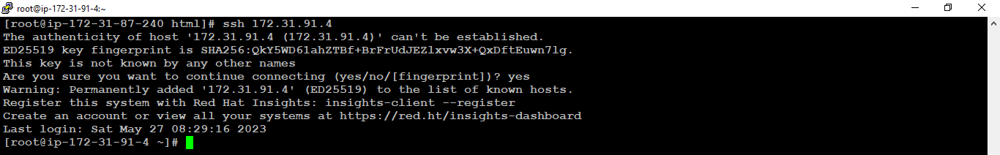 root@ip-172-31-91-4:~
[root@ip-172-31-87-240 html]# ssh 172.31.91.4
The authenticity of host '172.31.91.4 (172.31.91.4)' can't be established.
ED25519 key fingerprint is SHA256:QkY5WD61ahZTBf+BrFrUdJEZlxvw3X+QxDftEuwn7lg.
This key is not known by any other names
Are you sure you want to continue connecting (yes/no/[fingerprint])? yes
Warning: Permanently added '172.31.91.4' (ED25519) to the list of known hosts.
Register this system with Red Hat Insights: insights-client --register
Create an account or view all your systems at https://red.ht/insights-dashboard
Last login: Sat May 27 08:29:16 2023
[root@ip-172-31-91-4 ~]#